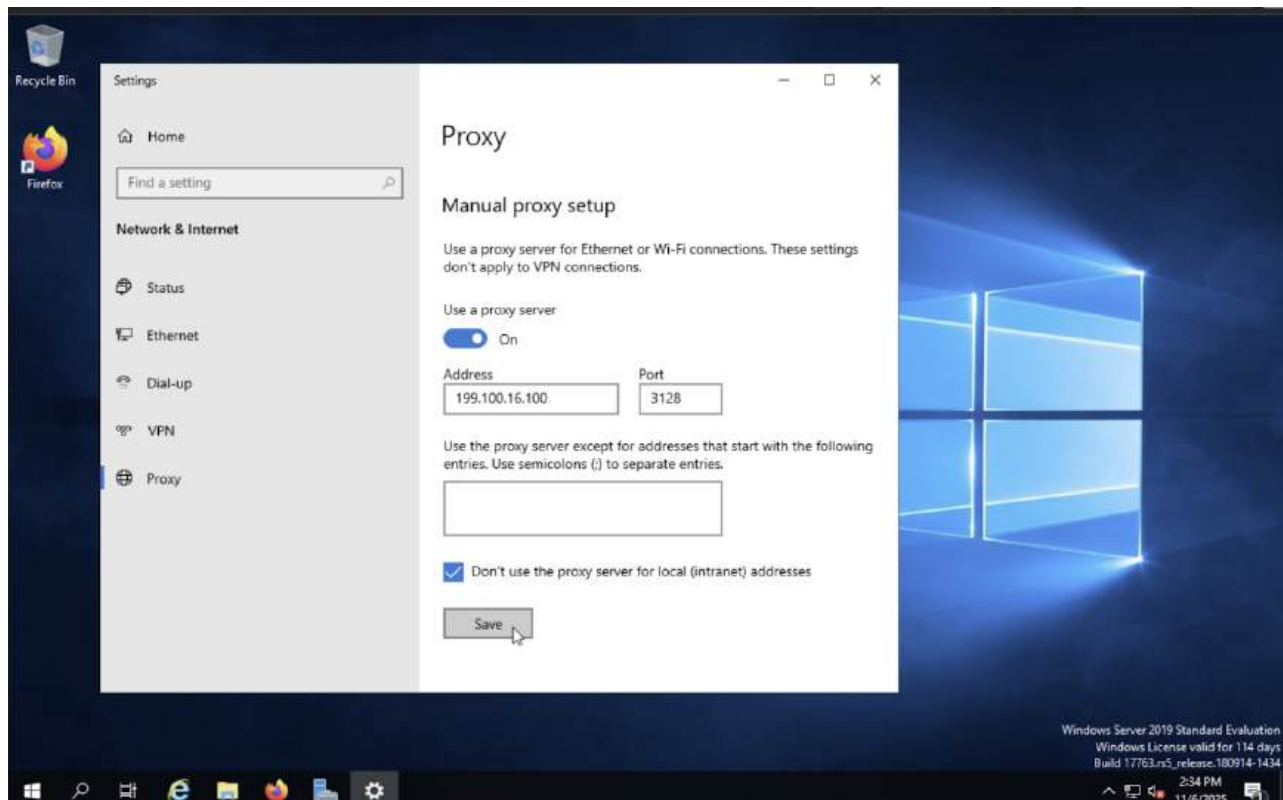 Recycle Bin
Firefox
Settings
Home
Find a setting
Network & Internet
Status
Ethernet
Dial-up
VPN
Proxy
Proxy
Manual proxy setup
Use a proxy server for Ethernet or Wi-Fi connections. These settings
don't apply to VPN connections.
Use a proxy server
On
Address Port
199.100.16.100 3128
Use the proxy server except for addresses that start with the following
entries. Use semicolons (;) to separate entries.
Don't use the proxy server for local (intranet) addresses
Save
Windows Server 2019 Standard Evaluation
Windows License valid for 114 days
Build 17763.rs5_release.180914-1434
2:34 PM
11/6/2025